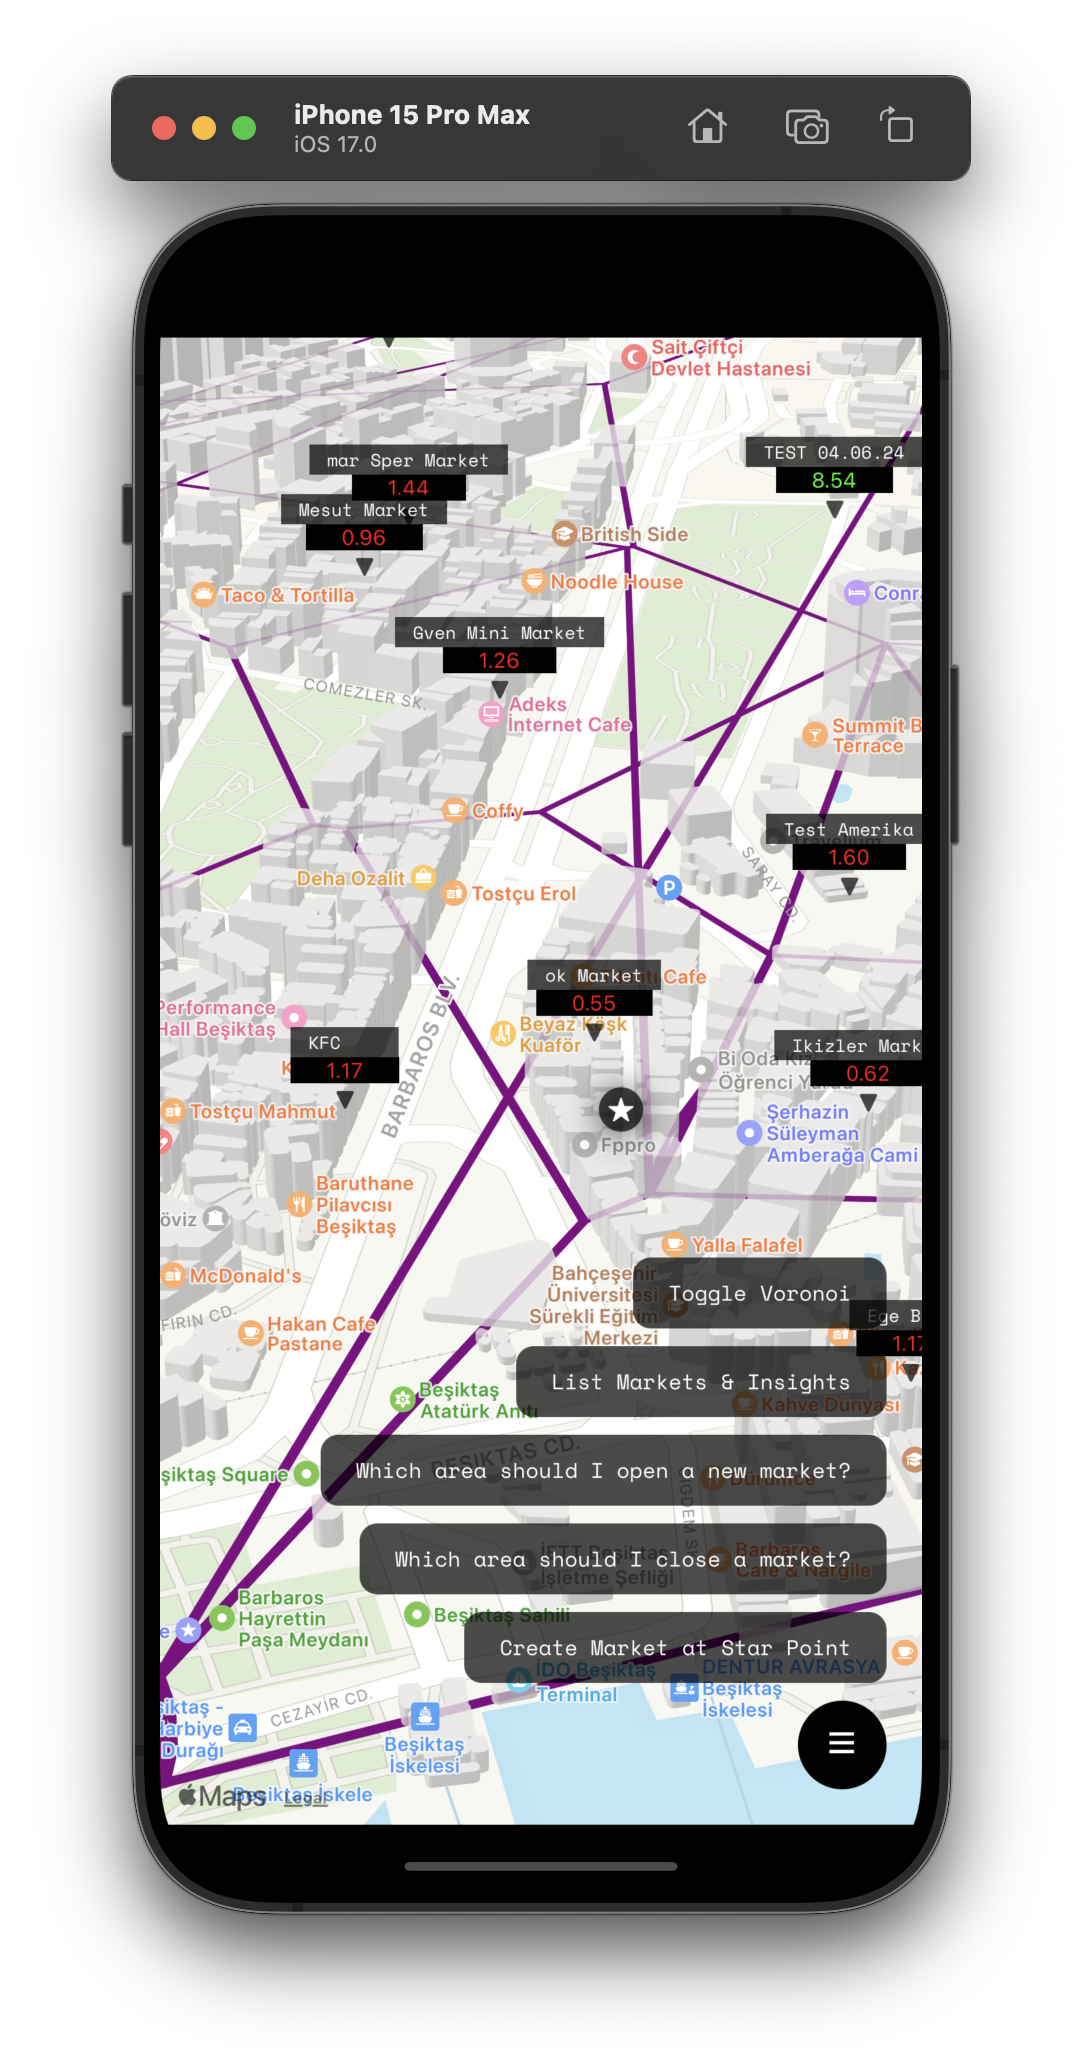 iPhone 15 Pro Max
iOS 17.0
Sait Çiftçi
Devlet Hastanesi
TEST 04.06.24
8.54
mar Sper Market
1.44
Mesut Market
0.96
British Side
Noodle House
Taco & Tortilla
Conr
Gven Mini Market
1.26
COMEZLER SK.
Adeks
İnternet Cafe
Summit B
Terrace
Coffy
Test Amerika
1.60
SARAY CD.
Deha Ozalit
Tostçu Erol
P
ok Market
Cafe
0.55
BARBAROS BLV.
Performance
Hall Beşiktaş
Beyaz Köşk
Kuaför
KFC
1.17
Ikizler Mark
0.62
Bi Oda Kız
Öğrenci Yurdu
Tostçu Mahmut
Şerhazin
Süleyman
Amberağa Cami
Fppro
Baruthane
Pilavcısı
Beşiktaş
öviz
Yalla Falafel
McDonald's
Bahçeşehir
Üniversitesi
Sürekli Eğitim
Merkezi
Toggle Voronoi
Ege B
1.17
FIRIN CD.
Hakan Cafe
Pastane
List Markets & Insights
Kahve Dünyası
Beşiktaş
Atatürk Anıtı
BEŞIKTAS CD.
şiktaş Square
Which area should I open a new market?
Dürümce
IGDEM SK
Which area should I close a market?
İETT Beşiktaş
İşletme Şefliği
Barbaros
Cafe & Nargile
Barbaros
Hayrettin
Paşa Meydanı
e
Beşiktaş Sahili
Create Market at Star Point
İDO Beşiktaş
Terminal
DENTUR AVRASYA
Beşiktaş
İskelesi
şiktaş -
arbiye
Durağı
CEZAYİR CD.
Beşiktaş
İskelesi
Maps
Beşiktaş İskele
Legal